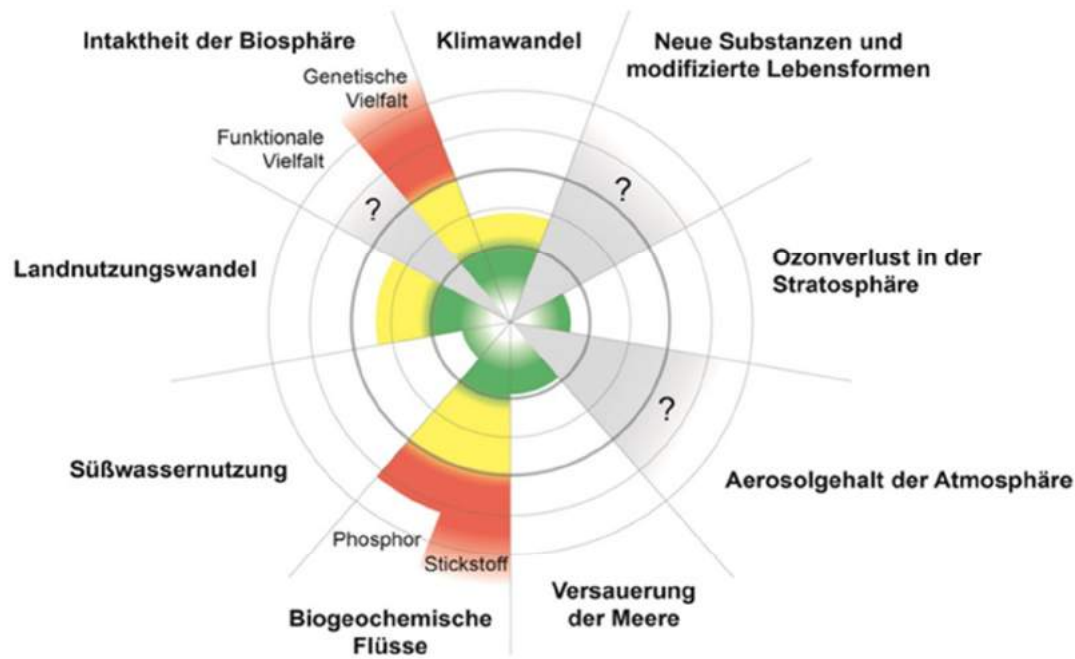 Intaktheit der Biosphäre
Klimawandel
Neue Substanzen und
modifizierte Lebensformen
Genetische
Vielfalt
Funktionale
Vielfalt
?
?
Landnutzungswandel
Ozonverlust in der
Stratosphäre
?
Süßwassernutzung
Aerosolgehalt der Atmosphäre
Phosphor
Stickstoff
Biogeochemische
Flüsse
Versauerung
der Meere